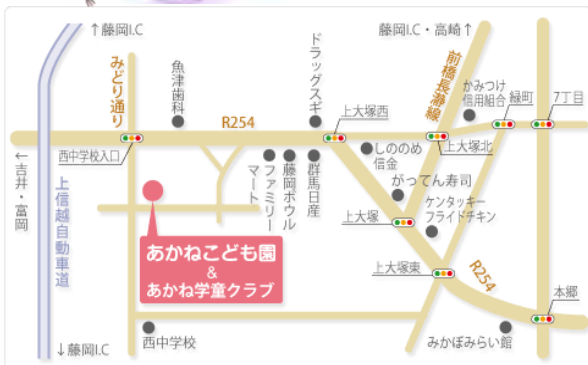 ↑藤岡I.C
藤岡I.C・高崎↑
みどり通り
魚津歯科
ドラッグスギ
前橋長瀞線
かみつけ
信用組合
緑町
7丁目
R254
上大塚西
上大塚北
西中学校入口
←吉井・富岡
上信越自動車道
ファミリー
マート
藤岡ボウル
群馬日産
しののめ
信金
がってん寿司
ケンタッキー
フライドチキン
上大塚
あかねこども園
&
あかね学童クラブ
上大塚東
R254
本郷
↓藤岡I.C
西中学校
みかぼみらい館